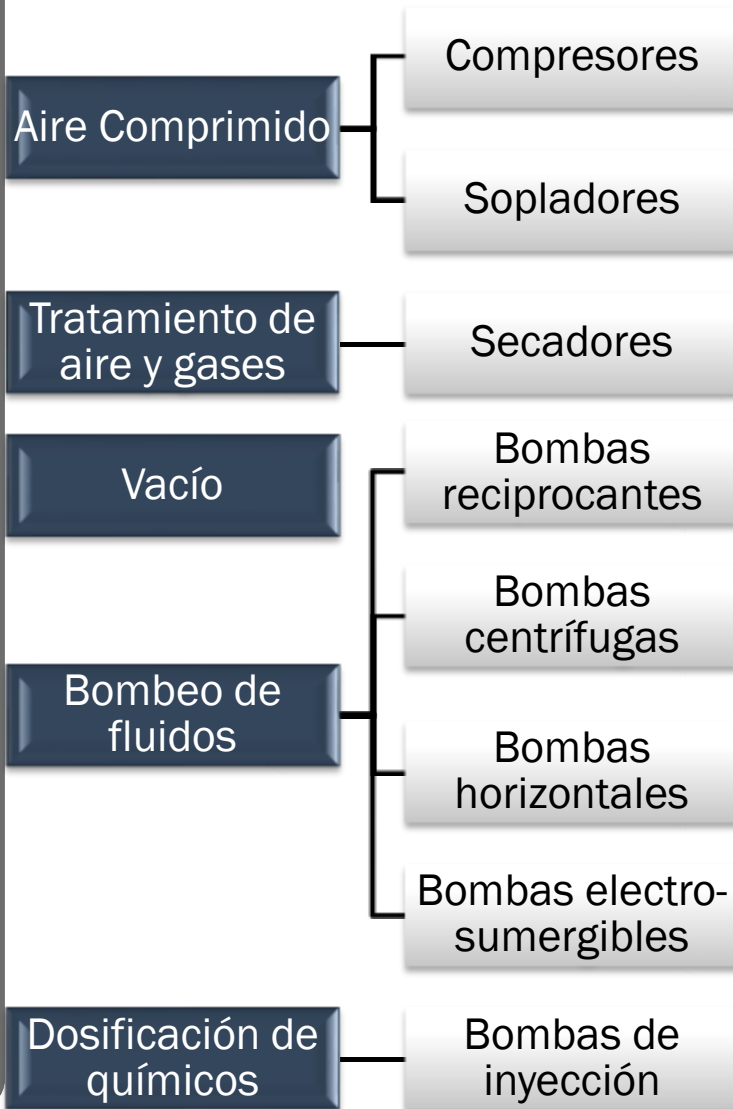 Aire Comprimido
Compresores
Sopladores
Tratamiento de
aire y gases
Secadores
Vacío
Bombeo de
fluidos
Bombas
reciprocantes
Bombas
centrífugas
Bombas
horizontales
Bombas electro-
sumergibles
Dosificación de
químicos
Bombas de
inyección